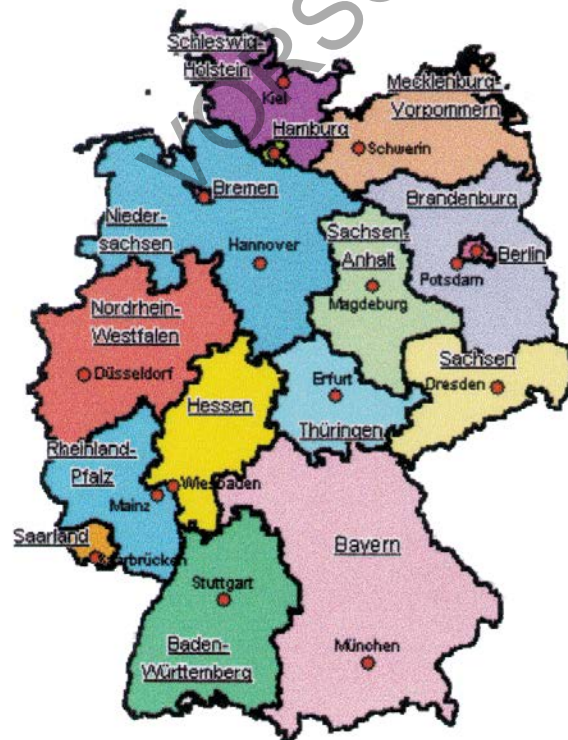 Schleswig-
Holstein
Kiel
Mecklenburg-
Vorpommern
Hamburg
Schwerin
Bremen
Brandenburg
Nieder-
sachsen
Hannover
Sachsen-
Anhalt
Berlin
Potsdam
Magdeburg
Nordrhein-
Westfalen
Düsseldorf
Sachsen
Dresden
Hessen
Erfurt
Thüringen
Rheinland-
Pfalz
Wiesbaden
Mainz
Saarland
Saarbrücken
Bayern
Stuttgart
Baden-
Württemberg
München